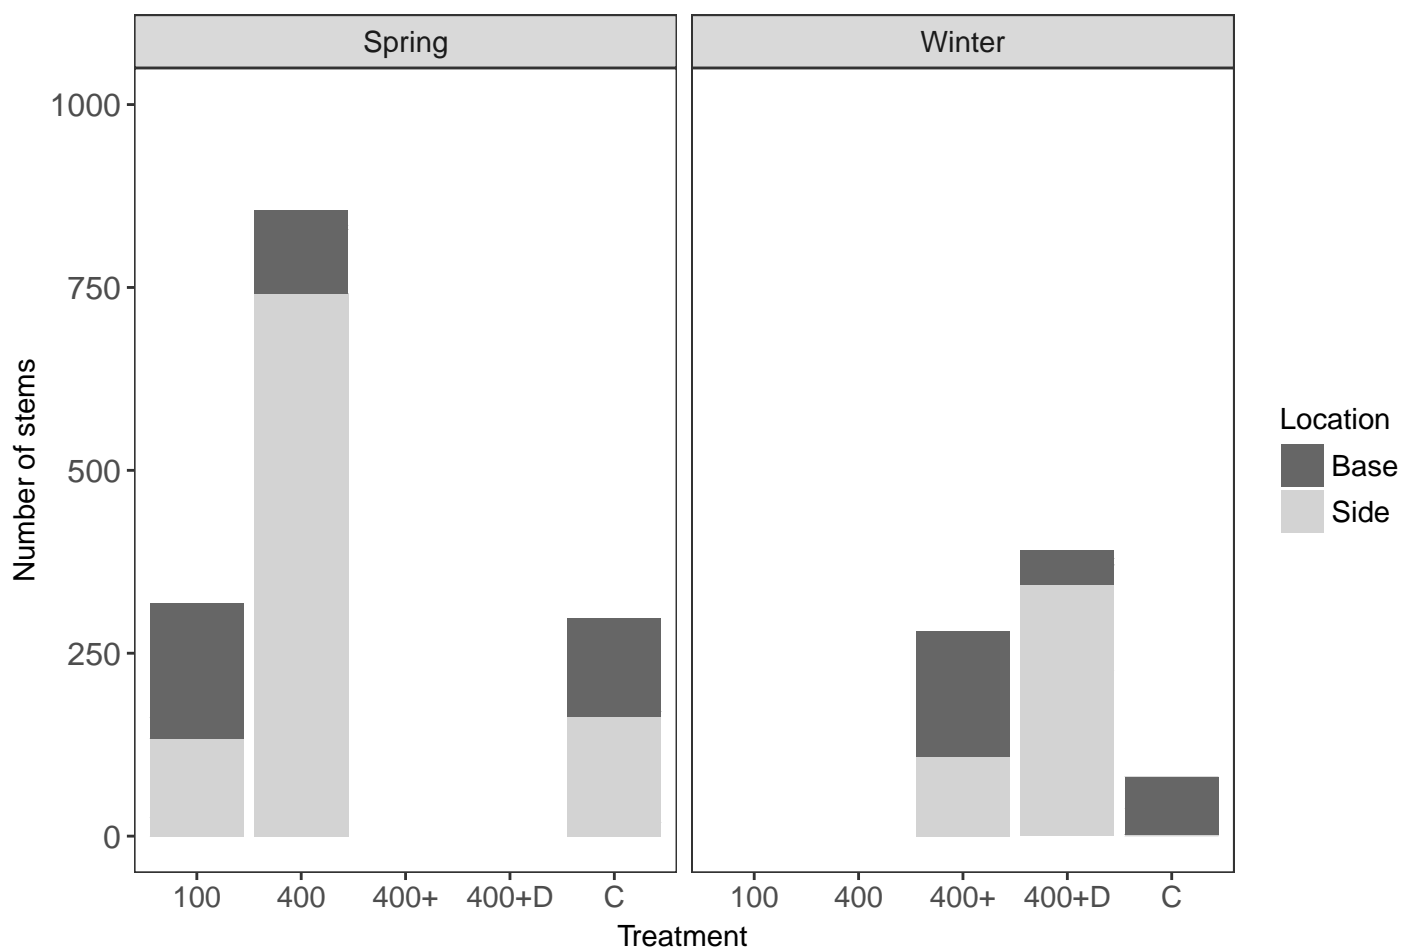 Spring
Winter
1000
750
500
250
0
Number of stems
100 400 400+ 400+D C
100 400 400+ 400+D C
Treatment
Location
Base
Side